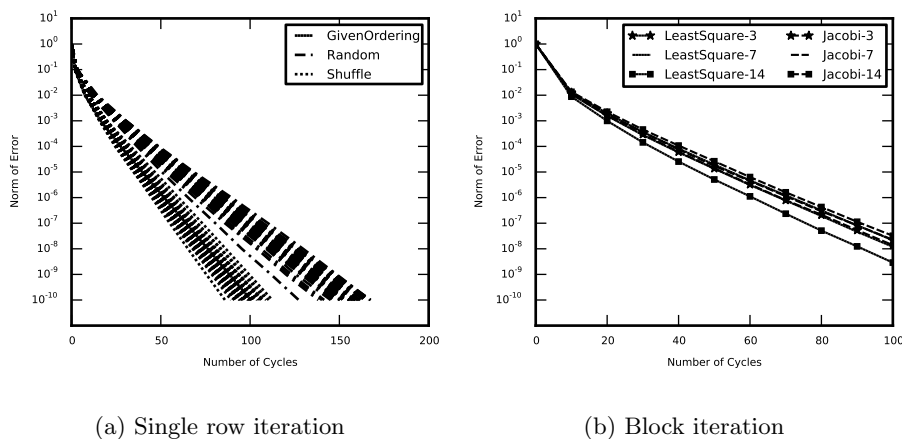 10^1
10^0
10^-1
10^-2
10^-3
10^-4
10^-5
10^-6
10^-7
10^-8
10^-9
10^-10
Norm of Error
0 50 100 150 200
Number of Cycles
GivenOrdering
Random
Shuffle
(a) Single row iteration
10^1
10^0
10^-1
10^-2
10^-3
10^-4
10^-5
10^-6
10^-7
10^-8
10^-9
10^-10
Norm of Error
0 20 40 60 80 100
Number of Cycles
LeastSquare-3 Jacobi-3
LeastSquare-7 Jacobi-7
LeastSquare-14 Jacobi-14
(b) Block iteration